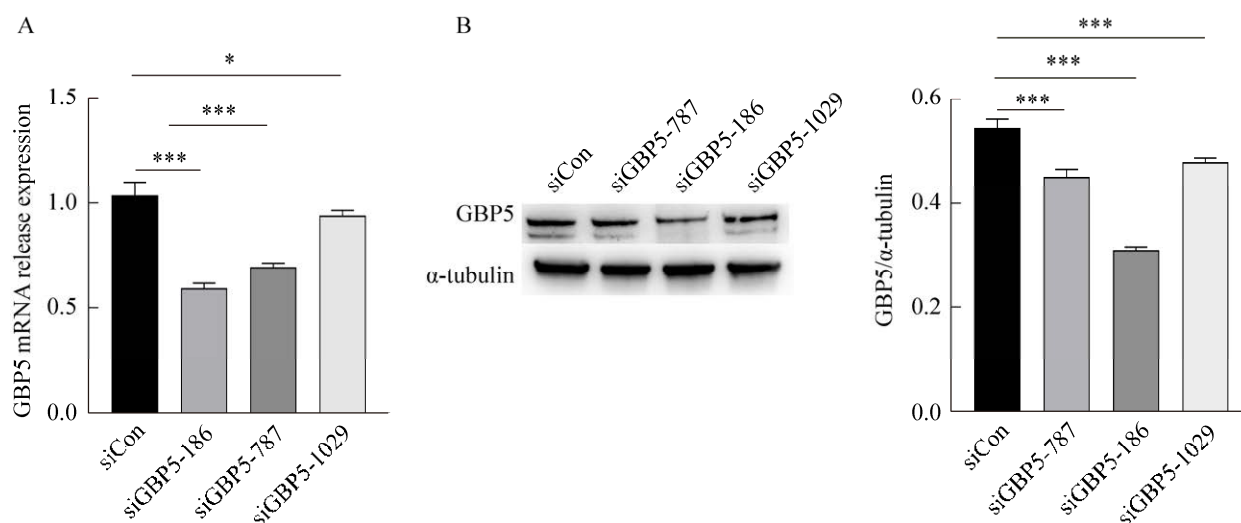 A
*
***
***
GBP5 mRNA release expression
1.5
1.0
0.5
0.0
siCon
siGBP5-186
siGBP5-787
siGBP5-1029
B
siCon
siGBP5-787
siGBP5-186
siGBP5-1029
GBP5
α-tubulin
***
***
***
GBP5/α-tubulin
0.6
0.4
0.2
0.0
siCon
siGBP5-787
siGBP5-186
siGBP5-1029